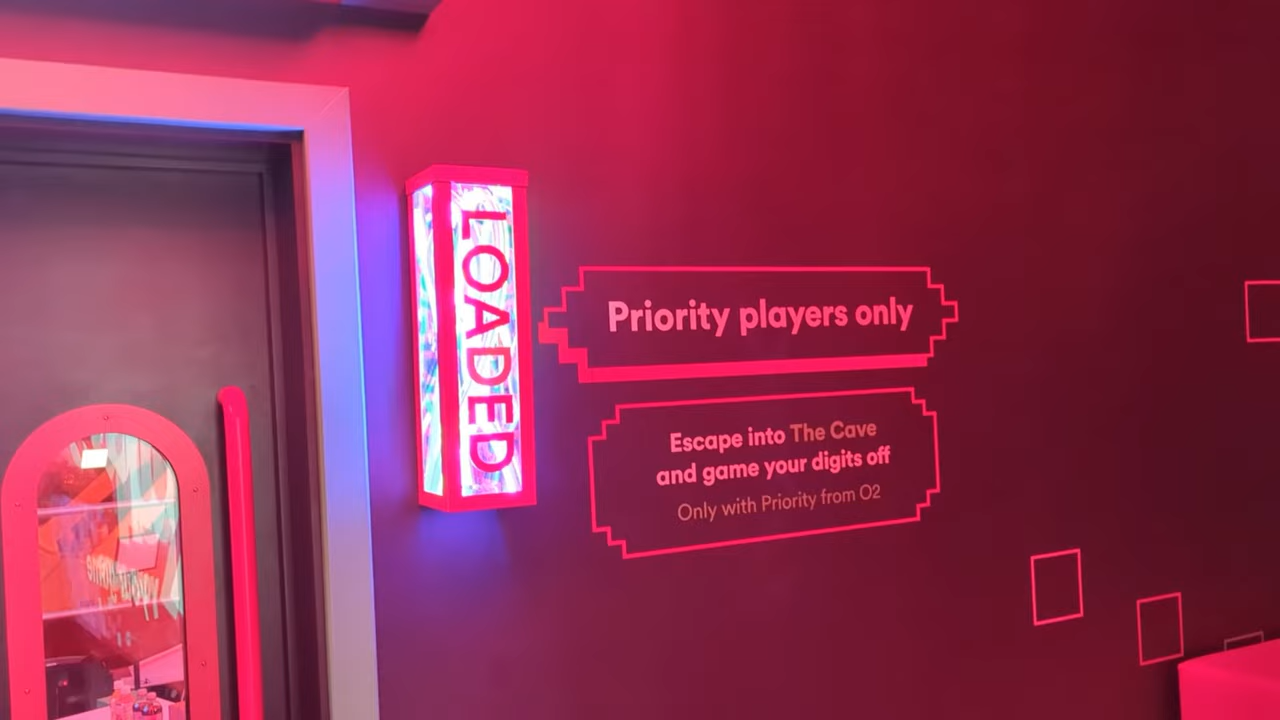 LOADED
Priority players only
Escape into The Cave
and game your digits off
Only with Priority from O2